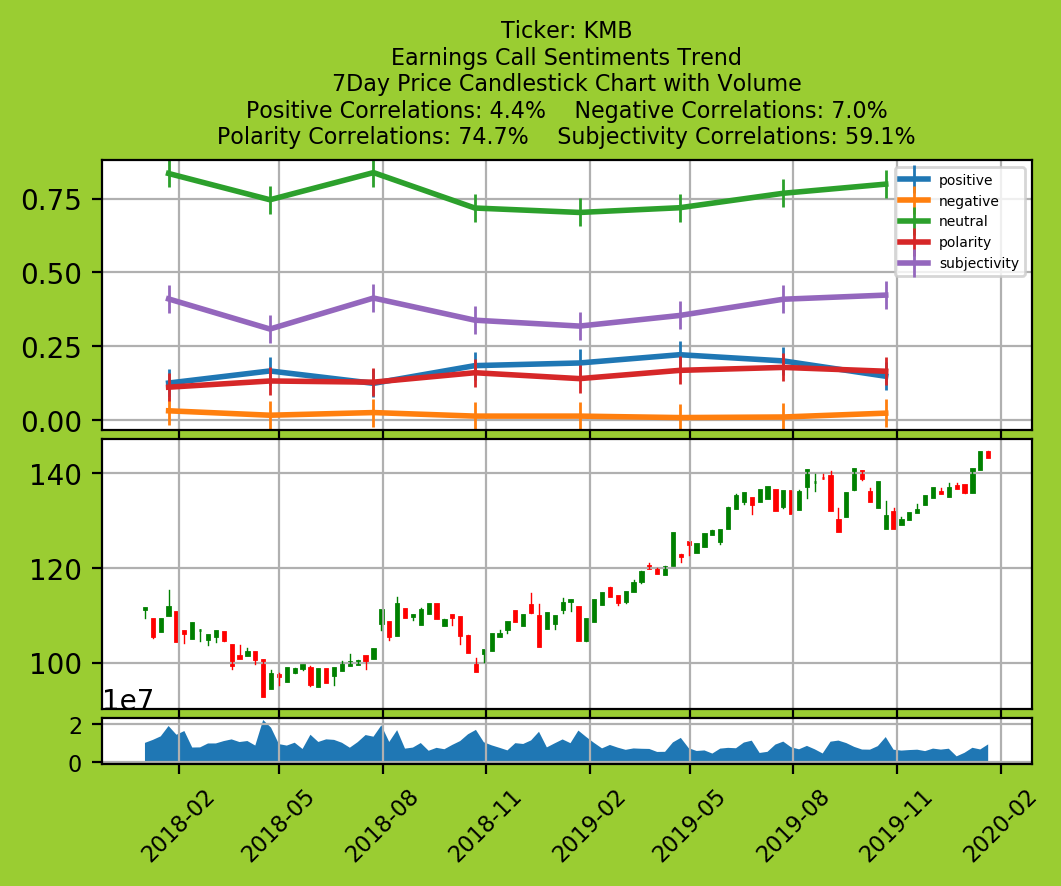 Ticker: KMB
Earnings Call Sentiments Trend
7Day Price Candlestick Chart with Volume
Positive Correlations: 4.4%    Negative Correlations: 7.0%
Polarity Correlations: 74.7%    Subjectivity Correlations: 59.1%
0.75
0.50
0.25
0.00
positive
negative
neutral
polarity
subjectivity
140
120
100
1e7
2
0
2018-02
2018-05
2018-08
2018-11
2019-02
2019-05
2019-08
2019-11
2020-02